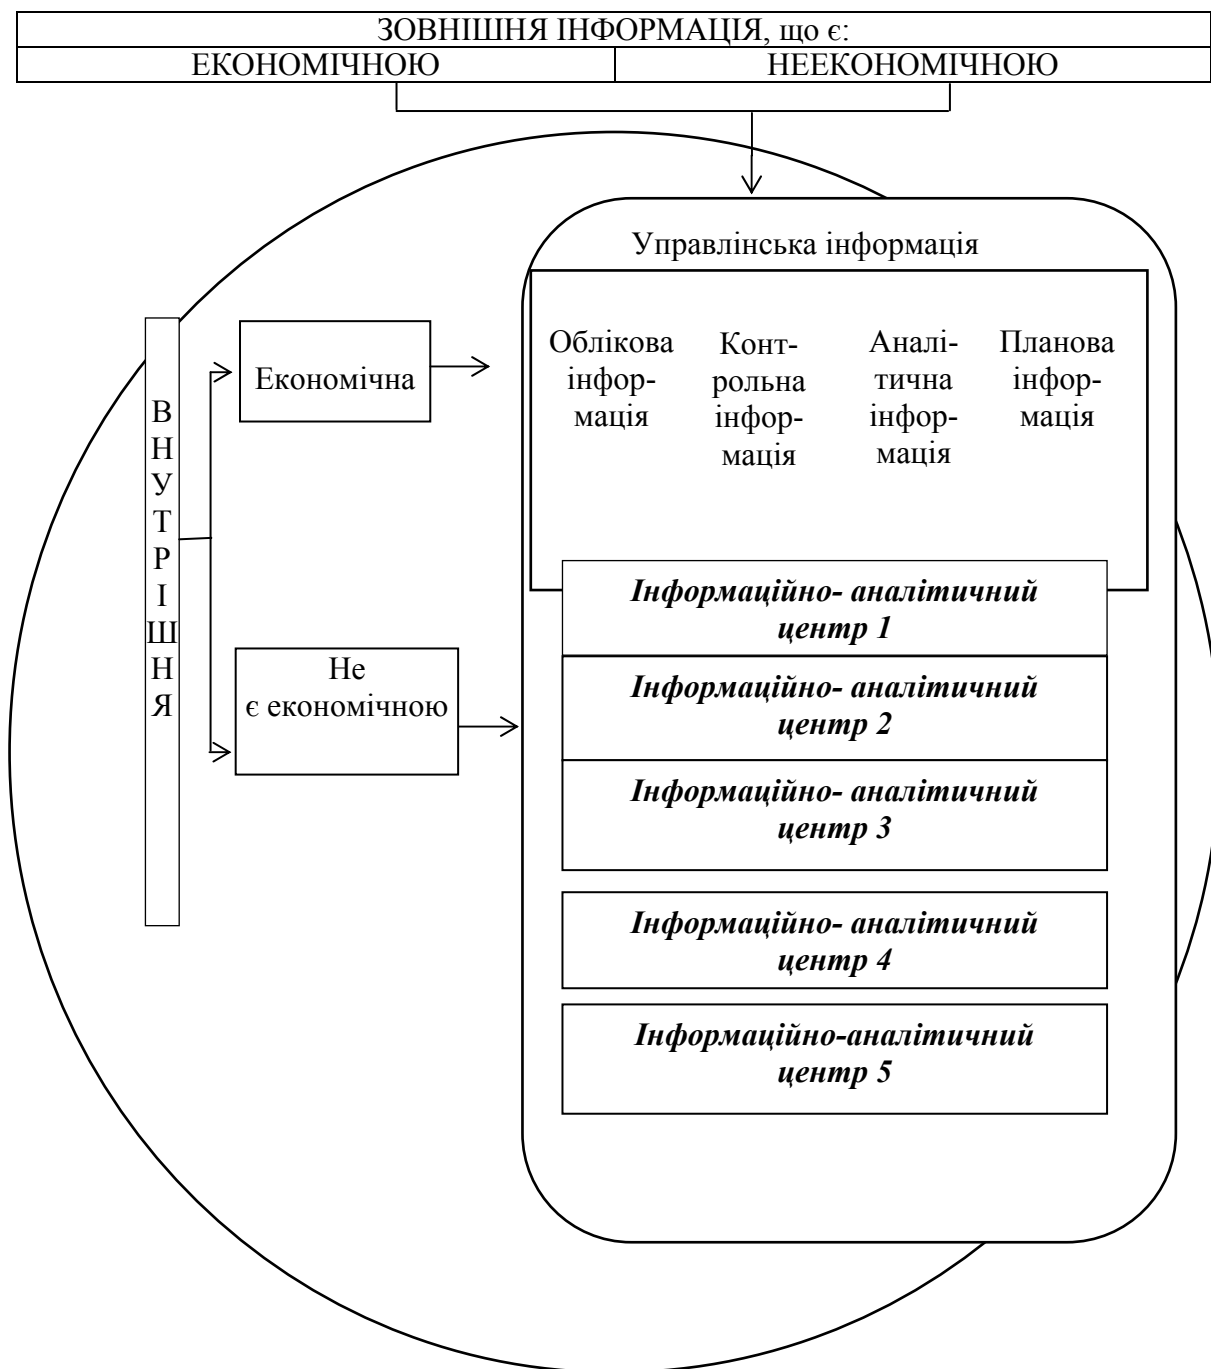 ЗОВНІШНЯ ІНФОРМАЦІЯ, що є:
ЕКОНОМІЧНОЮ
НЕЕКОНОМІЧНОЮ
Управлінська інформація
Облікова
інфор-
мація
Конт-
рольна
інфор-
мація
Аналі-
тична
інфор-
мація
Планова
інфор-
мація
В
Н
У
Т
Р
І
Ш
Н
Я
Економічна
Не
є економічною
Інформаційно- аналітичний
центр 1
Інформаційно- аналітичний
центр 2
Інформаційно- аналітичний
центр 3
Інформаційно- аналітичний
центр 4
Інформаційно-аналітичний
центр 5